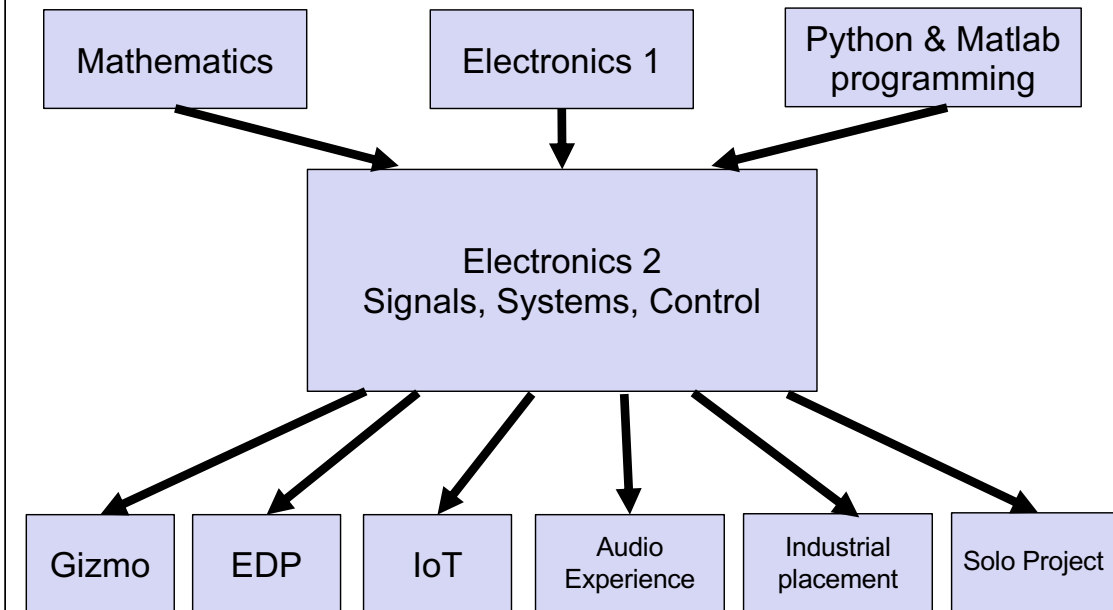 Mathematics
Electronics 1
Python & Matlab
programming
Electronics 2
Signals, Systems, Control
Gizmo
EDP
IoT
Audio
Experience
Industrial
placement
Solo Project